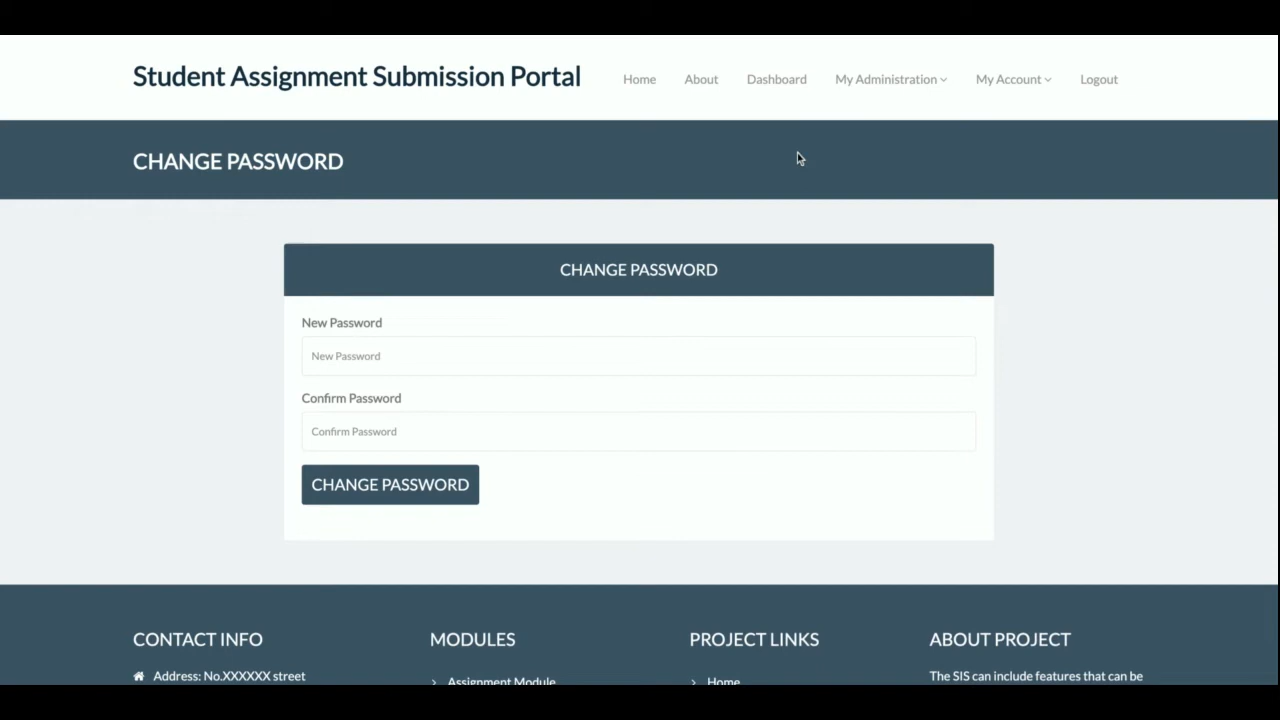 Student Assignment Submission Portal
Home About Dashboard My Administration My Account Logout
CHANGE PASSWORD
CHANGE PASSWORD
New Password
New Password
Confirm Password
Confirm Password
CHANGE PASSWORD
CONTACT INFO MODULES PROJECT LINKS ABOUT PROJECT
Address: No.XXXXXX street Assignment Module Home The SIS can include features that can be